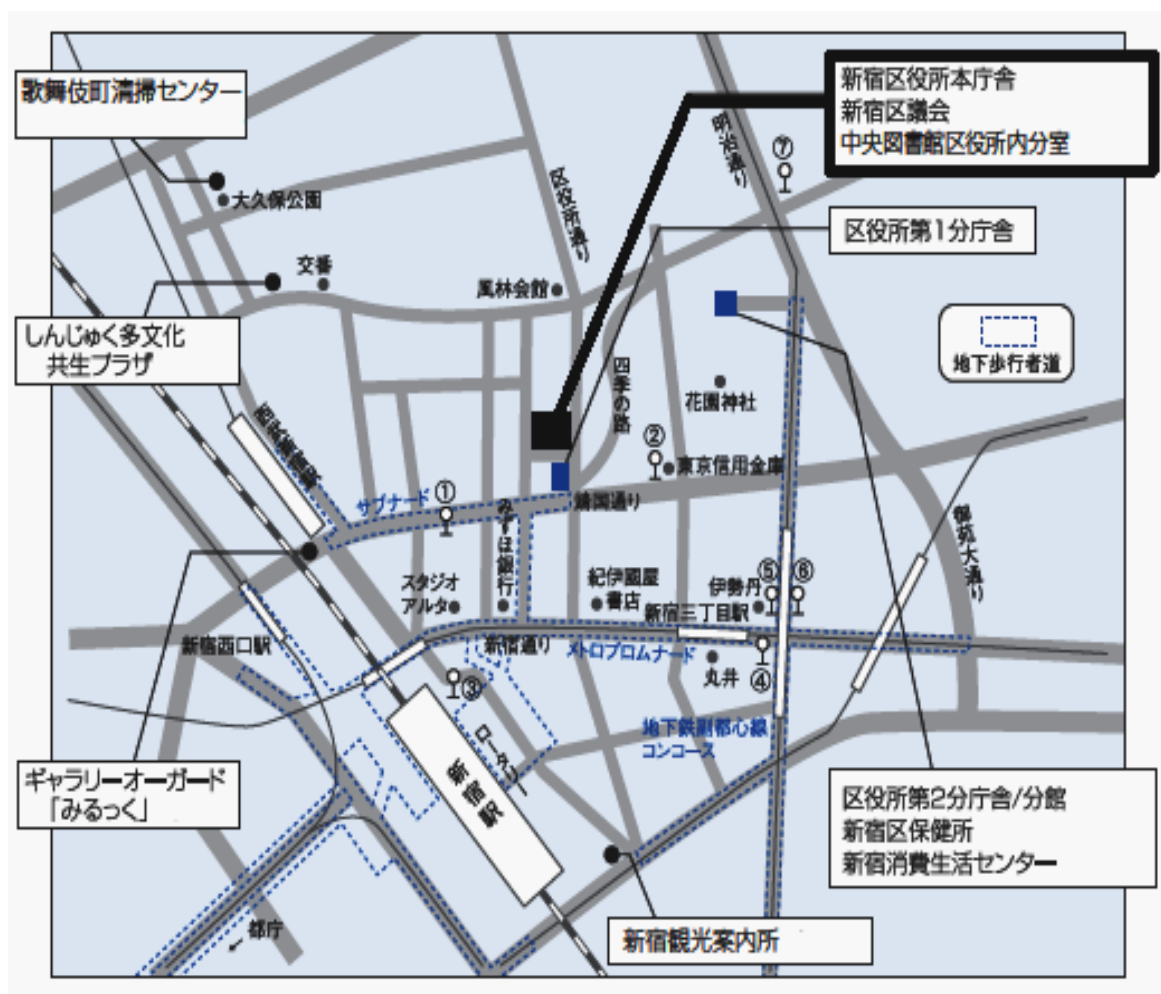 歌舞伎町清掃センター
大久保公園
交番
しんじゅく多文化
共生プラザ
風林会館
区役所通り
明治通り
⑦
新宿区役所本庁舎
新宿区議会
中央図書館区役所内分室
区役所第1分庁舎
地下歩行者道
四季の路
花園神社
②
東京信用金庫
西武新宿駅
サブナード
①
靖国通り
みずほ銀行
スタジオ
アルタ
紀伊國屋
書店
伊勢丹
⑤
⑥
新宿三丁目駅
御苑大通り
新宿西口駅
新宿通り
メトロプロムナード
丸井
④
③
地下鉄副都心線
コンコース
ロータリー
新宿駅
ギャラリーオーガード
「みるっく」
区役所第2分庁舎/分館
新宿区保健所
新宿消費生活センター
新宿観光案内所
都庁